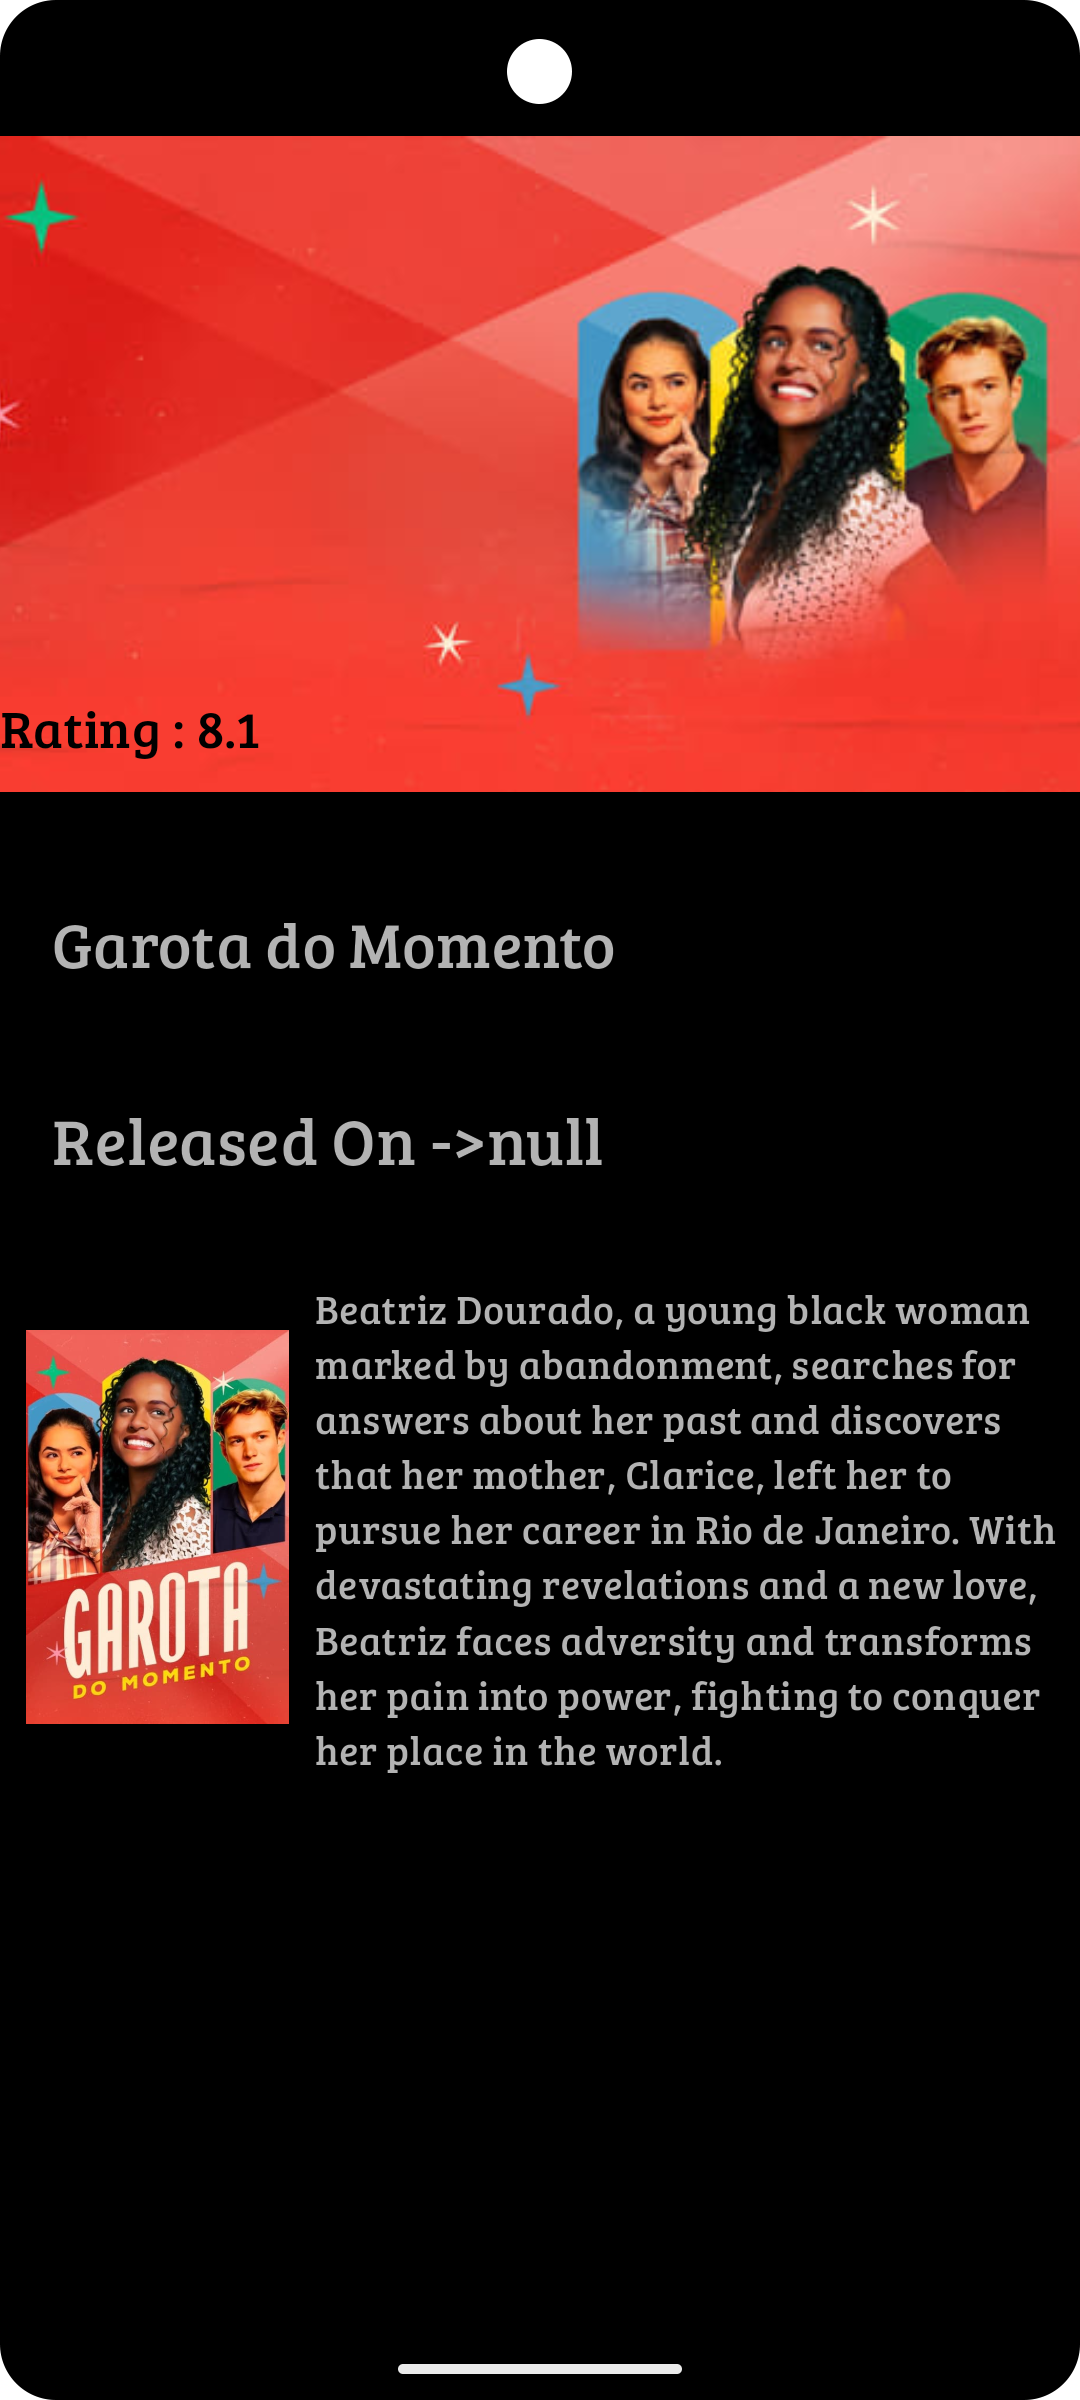 Rating : 8.1
Garota do Momento
Released On ->null
Beatriz Dourado, a young black woman
marked by abandonment, searches for
answers about her past and discovers
that her mother, Clarice, left her to
pursue her career in Rio de Janeiro. With
devastating revelations and a new love,
Beatriz faces adversity and transforms
her pain into power, fighting to conquer
her place in the world.
GAROTA
DO MOMENTO